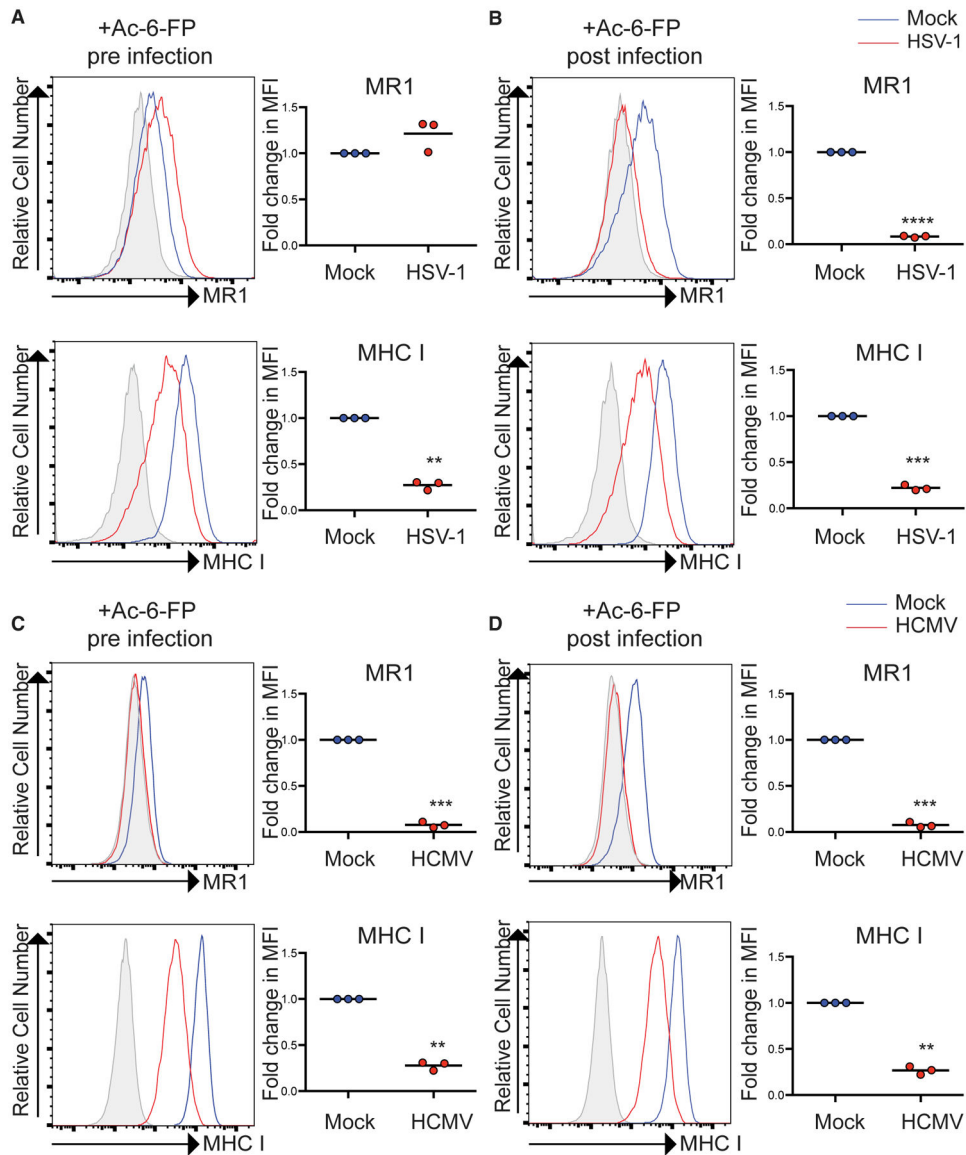 A
+Ac-6-FP
pre infection
Relative Cell Number
MR1
MR1
Fold change in MFI
1.5
1.0
0.5
0.0
Mock
HSV-1
Relative Cell Number
MHC I
MHC I
Fold change in MFI
1.5
1.0
0.5
0.0
**
Mock
HSV-1
B
+Ac-6-FP
post infection
Mock
HSV-1
Relative Cell Number
MR1
MR1
Fold change in MFI
1.5
1.0
0.5
0.0
****
Mock
HSV-1
Relative Cell Number
MHC I
MHC I
Fold change in MFI
1.5
1.0
0.5
0.0
***
Mock
HSV-1
C
+Ac-6-FP
pre infection
Relative Cell Number
MR1
MR1
Fold change in MFI
1.5
1.0
0.5
0.0
***
Mock
HCMV
Relative Cell Number
MHC I
MHC I
Fold change in MFI
1.5
1.0
0.5
0.0
**
Mock
HCMV
D
+Ac-6-FP
post infection
Mock
HCMV
Relative Cell Number
MR1
MR1
Fold change in MFI
1.5
1.0
0.5
0.0
***
Mock
HCMV
Relative Cell Number
MHC I
MHC I
Fold change in MFI
1.5
1.0
0.5
0.0
**
Mock
HCMV